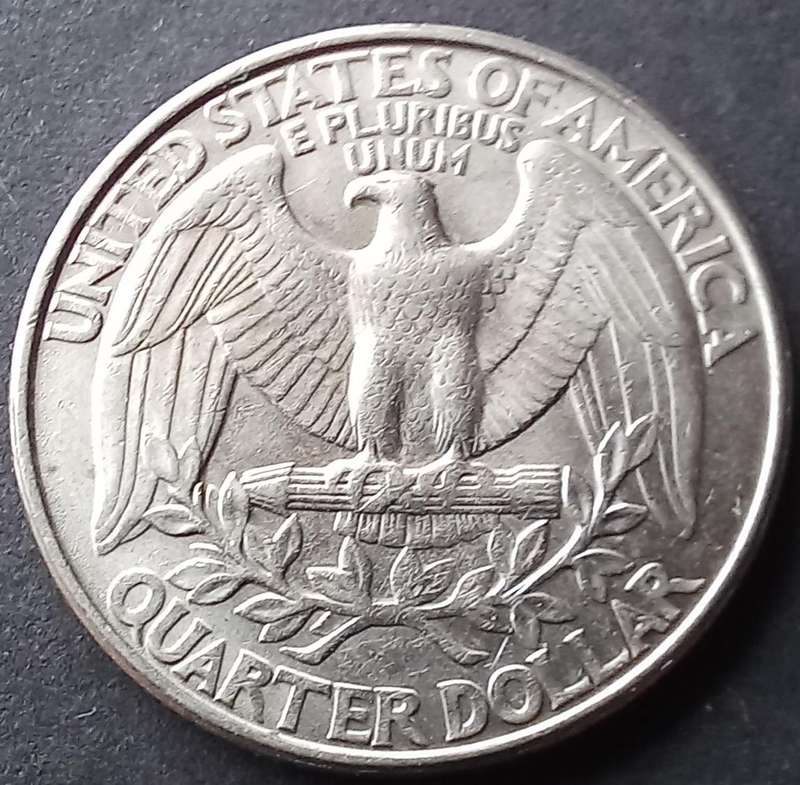 UNITED STATES OF AMERICA
E PLURIBUS
UNUM
QUARTER DOLLAR